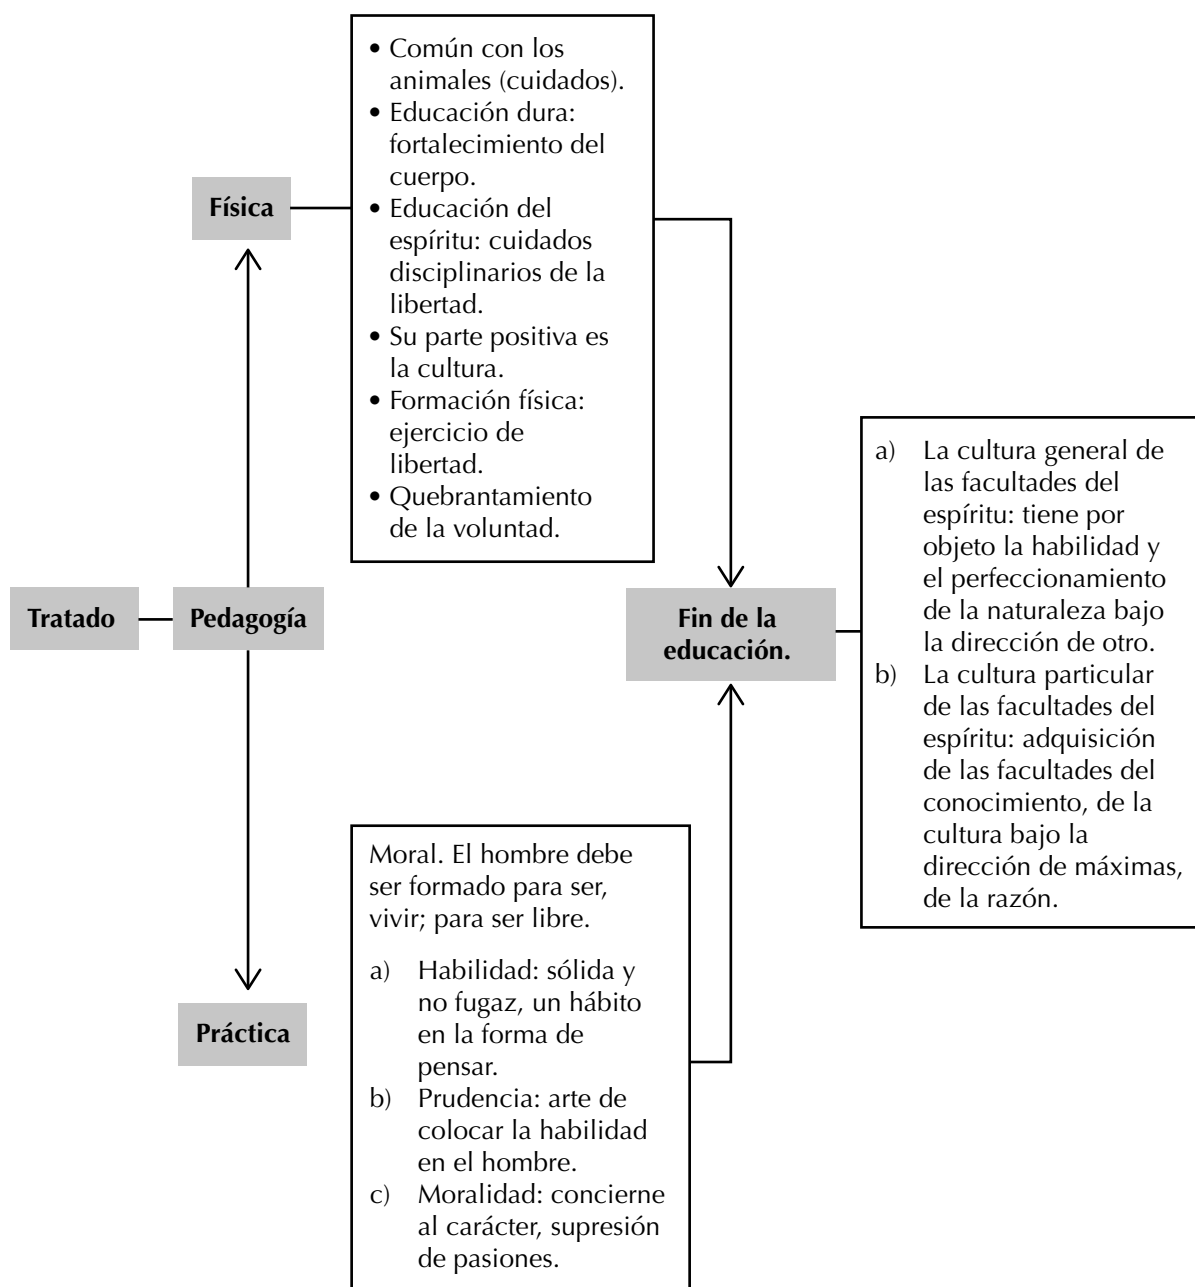 • Común con los
animales (cuidados).
• Educación dura:
fortalecimiento del
cuerpo.
• Educación del
espíritu: cuidados
disciplinarios de la
libertad.
• Su parte positiva es
la cultura.
• Formación física:
ejercicio de
libertad.
• Quebrantamiento
de la voluntad.
Física
Tratado
Pedagogía
Fin de la
educación.
a) La cultura general de
las facultades del
espíritu: tiene por
objeto la habilidad y
el perfeccionamiento
de la naturaleza bajo
la dirección de otro.
b) La cultura particular
de las facultades del
espíritu: adquisición
de las facultades del
conocimiento, de la
cultura bajo la
dirección de máximas,
de la razón.
Práctica
Moral. El hombre debe
ser formado para ser,
vivir; para ser libre.
a) Habilidad: sólida y
no fugaz, un hábito
en la forma de
pensar.
b) Prudencia: arte de
colocar la habilidad
en el hombre.
c) Moralidad: concierne
al carácter, supresión
de pasiones.